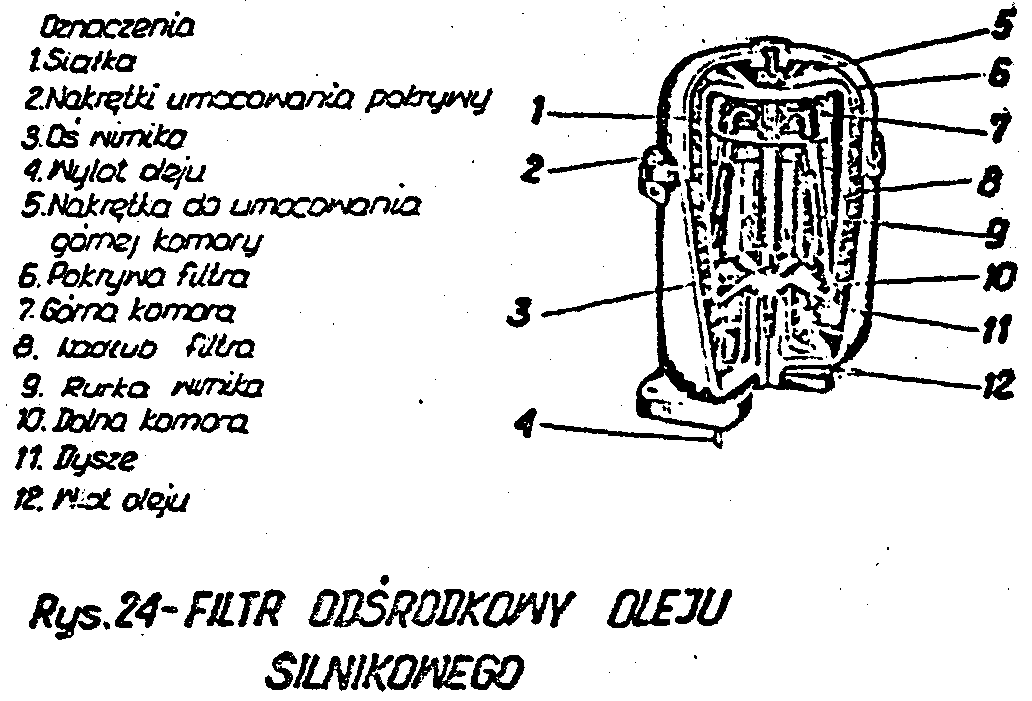 Oznaczenia
1. Siatka
2. Nakrętki umocowania pokrywy
3. Oś wirnika
4. Wylot oleju
5. Nakrętka do umocowania
górnej komory
6. Pokrywa filtra
7. Górna komora
8. Kadłub filtra
9. Rurka wirnika
10. Dolna komora
11. Dysze
12. Wlot oleju
1
2
3
4
5
6
7
8
9
10
11
12
Rys.24-FILTR ODŚRODKOWY OLEJU
SILNIKOWEGO